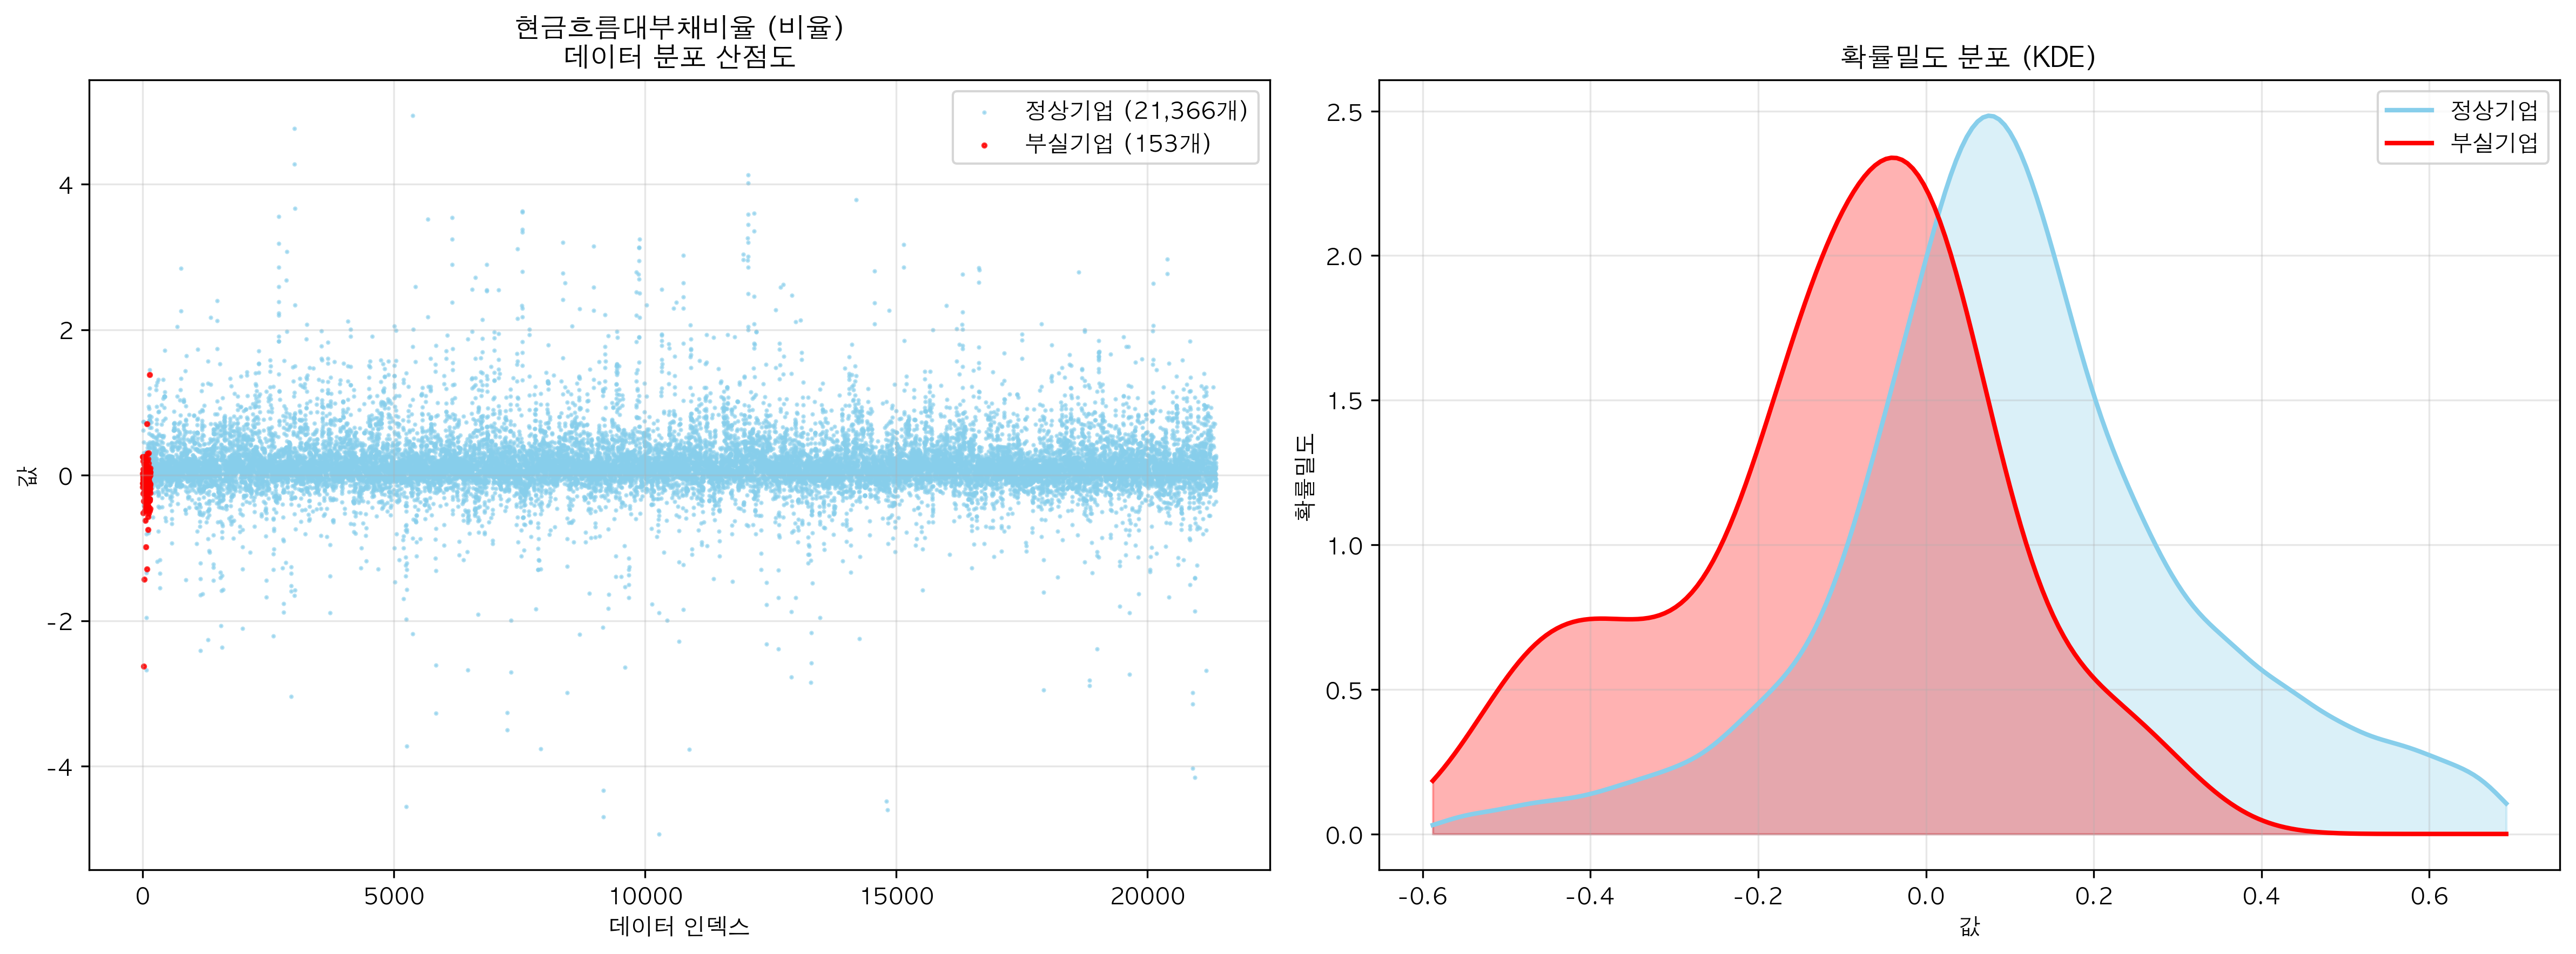 현금흐름대부채비율 (비율)
데이터 분포 산점도
정상기업 (21,366개)
부실기업 (153개)
4
2
0
-2
-4
값
0
5000
10000
15000
20000
데이터 인덱스
확률밀도 분포 (KDE)
정상기업
부실기업
2.5
2.0
1.5
1.0
0.5
0.0
확률밀도
-0.6
-0.4
-0.2
0.0
0.2
0.4
0.6
값